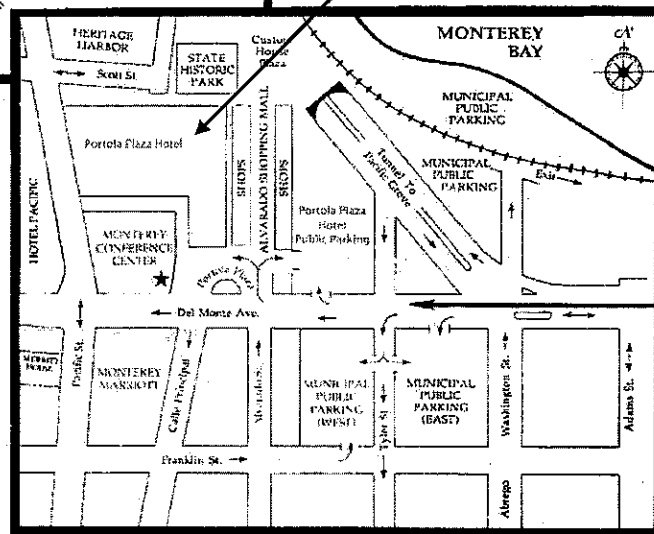 HERITAGE
HARBOR
Scott St.
STATE
HISTORIC
PARK
House
Plaza
MONTEREY
BAY
MUNICIPAL
PUBLIC
PARKING
MUNICIPAL
PUBLIC
PARKING
Exit
Tunnel To
Pacific Grove
Portola Plaza Hotel
SHOPS
ALVARADO SHOPPING MALL
SHOPS
Portola Plaza
Hotel
Public Parking
HOTEL PACIFIC
MONTEREY
CONFERENCE
CENTER
Portola Plaza
Del Monte Ave.
Pacific St.
MONTEREY
MARRIOTT
Calle Principal
Alvarado St.
MUNICIPAL
PUBLIC
PARKING
(WEST)
Tyler St.
MUNICIPAL
PUBLIC
PARKING
(EAST)
Washington St.
Adams St.
Franklin St.
Abrego